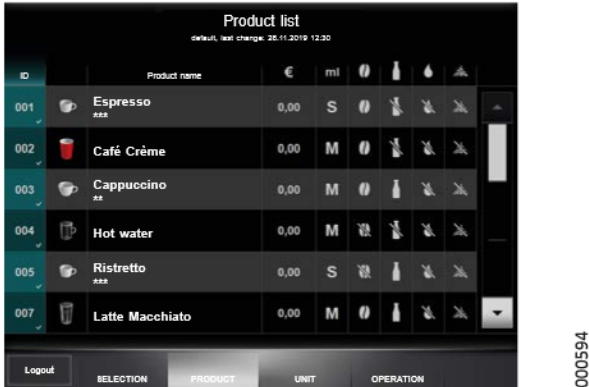 Product list
default, last change: 26.11.2019 12:30
ID Product name € ml
001 Espresso 0,00 S
***
002 Café Crème 0,00 M
003 Cappuccino 0,00 M
**
004 Hot water 0,00 M
005 Ristretto 0,00 S
***
007 Latte Macchiato 0,00 M
Logout SELECTION PRODUCT UNIT OPERATION
000594